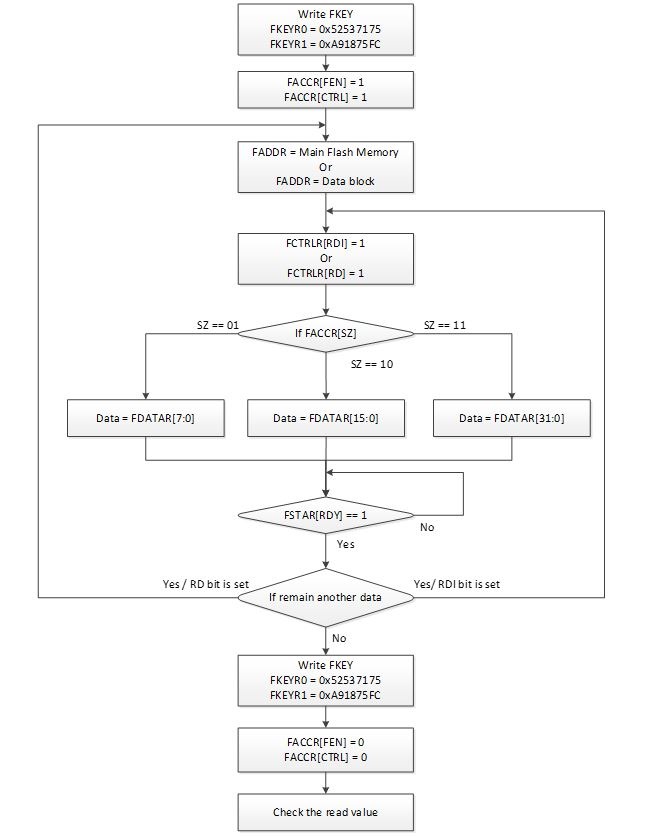 Write FKEY
FKEYR0 = 0x52537175
FKEYR1 = 0xA91875FC
FACCR[FEN] = 1
FACCR[CTRL] = 1
FADDR = Main Flash Memory
Or
FADDR = Data block
FCTRLR[RDI] = 1
Or
FCTRLR[RD] = 1
SZ == 01
If FACCR[SZ]
SZ == 11
SZ == 10
Data = FDATAR[7:0]
Data = FDATAR[15:0]
Data = FDATAR[31:0]
FSTAR[RDY] == 1
No
Yes
Yes / RD bit is set
If remain another data
Yes/ RDI bit is set
No
Write FKEY
FKEYR0 = 0x52537175
FKEYR1 = 0xA91875FC
FACCR[FEN] = 0
FACCR[CTRL] = 0
Check the read value